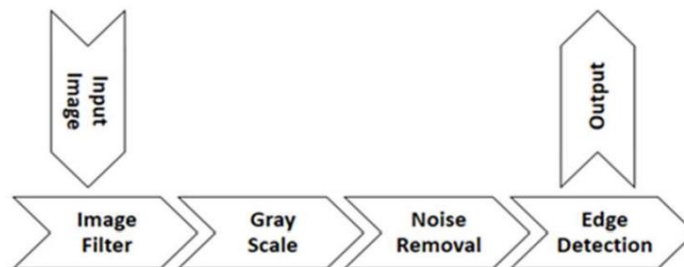 Input
Image
Output
Image
Filter
Gray
Scale
Noise
Removal
Edge
Detection